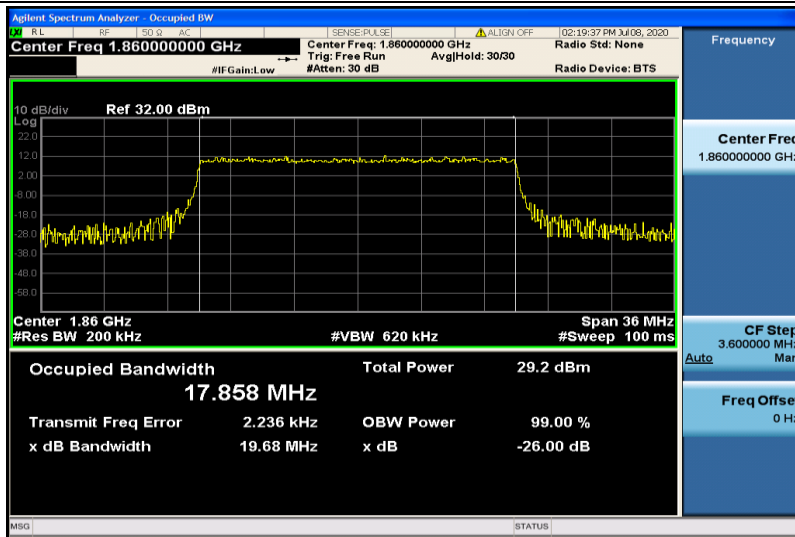 Agilent Spectrum Analyzer - Occupied BW
LXI RL RF 50 Ω AC SENSE:PULSE ALIGN OFF 02:19:37 PM Jul 08, 2020
Center Freq 1.860000000 GHz Center Freq: 1.860000000 GHz Radio Std: None
Trig: Free Run Avg|Hold: 30/30
#IFGain:Low #Atten: 30 dB Radio Device: BTS
10 dB/div Ref 32.00 dBm
Log
22.0
12.0
2.00
-8.00
-18.0
-28.0
-38.0
-48.0
-58.0
Center 1.86 GHz Span 36 MHz
#Res BW 200 kHz #VBW 620 kHz #Sweep 100 ms
Occupied Bandwidth Total Power 29.2 dBm
17.858 MHz
Transmit Freq Error 2.236 kHz OBW Power 99.00 %
x dB Bandwidth 19.68 MHz x dB -26.00 dB
MSG STATUS
Frequency
Center Freq
1.860000000 GHz
CF Step
3.600000 MHz
Auto Man
Freq Offse
0 Hz